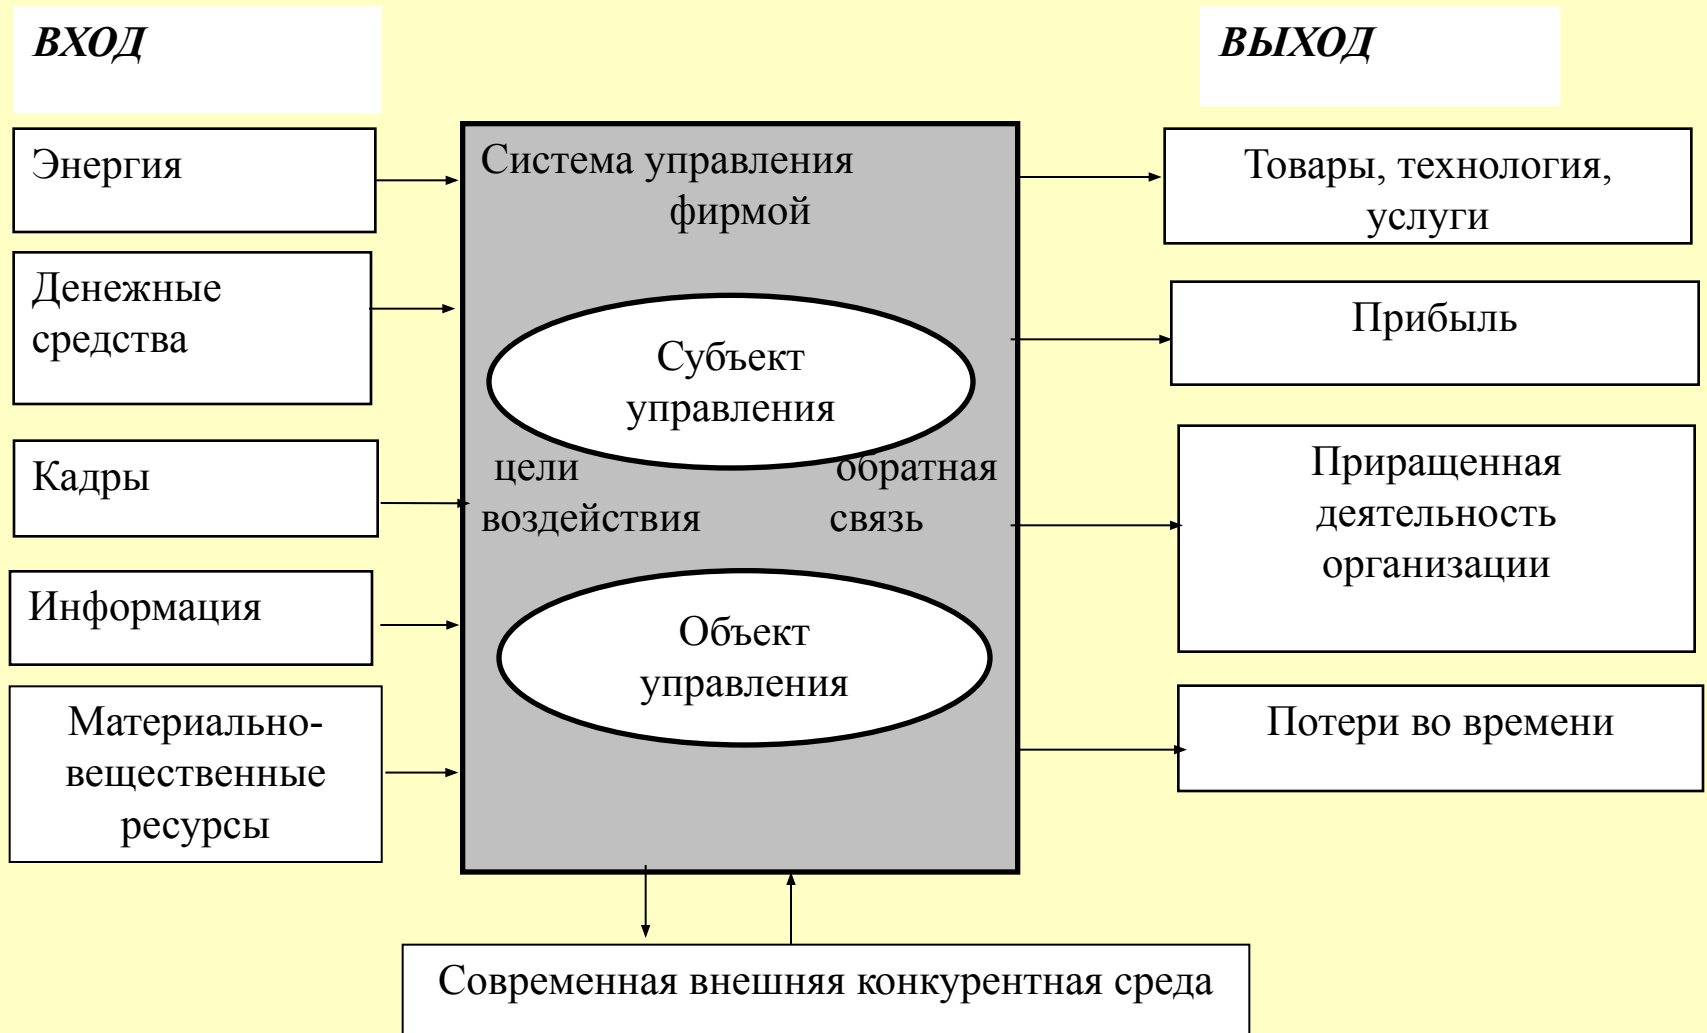 ВХОД
Энергия
Денежные
средства
Кадры
Информация
Материально-
вещественные
ресурсы
Система управления
фирмой
Субъект
управления
цели обратная
воздействия связь
Объект
управления
ВЫХОД
Товары, технология,
услуги
Прибыль
Приращенная
деятельность
организации
Потери во времени
Современная внешняя конкурентная среда